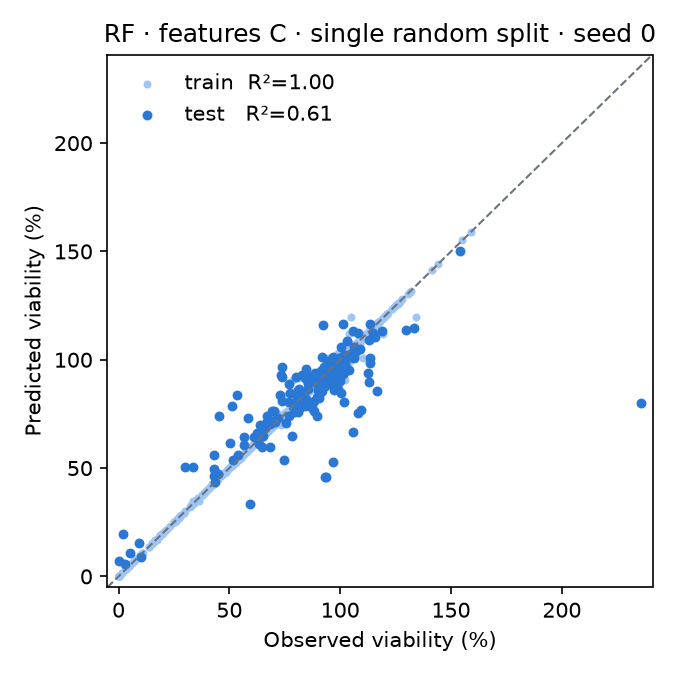 RF · features C · single random split · seed 0
train R²=1.00
test R²=0.61
200
150
100
50
0
Predicted viability (%)
0 50 100 150 200
Observed viability (%)